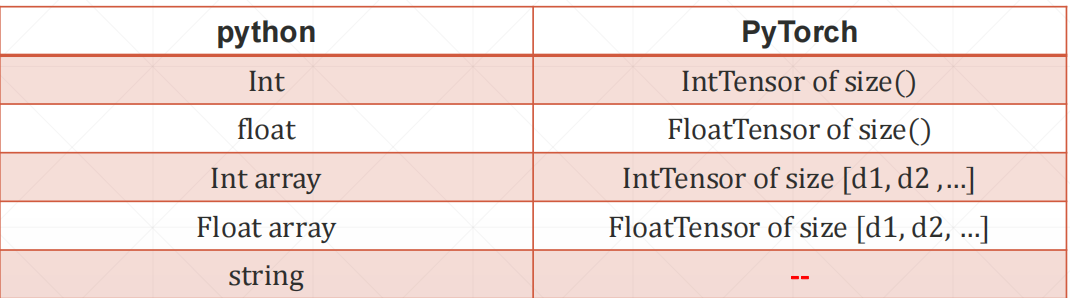 python PyTorch
Int IntTensor of size()
float FloatTensor of size()
Int array IntTensor of size [d1, d2 ,...]
Float array FloatTensor of size [d1, d2, ...]
string --